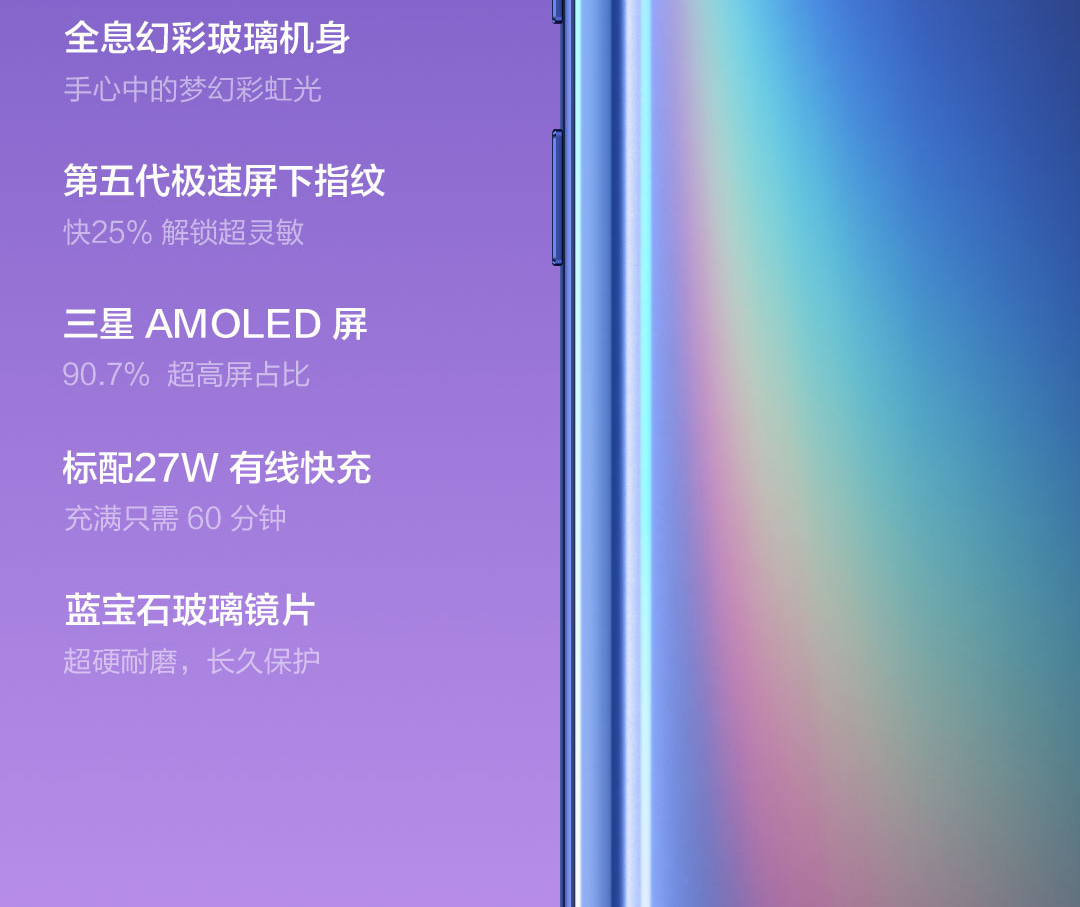 全息幻彩玻璃机身
手心中的梦幻彩虹光
第五代极速屏下指纹
快25% 解锁超灵敏
三星 AMOLED 屏
90.7% 超高屏占比
标配27W 有线快充
充满只需 60 分钟
蓝宝石玻璃镜片
超硬耐磨，长久保护